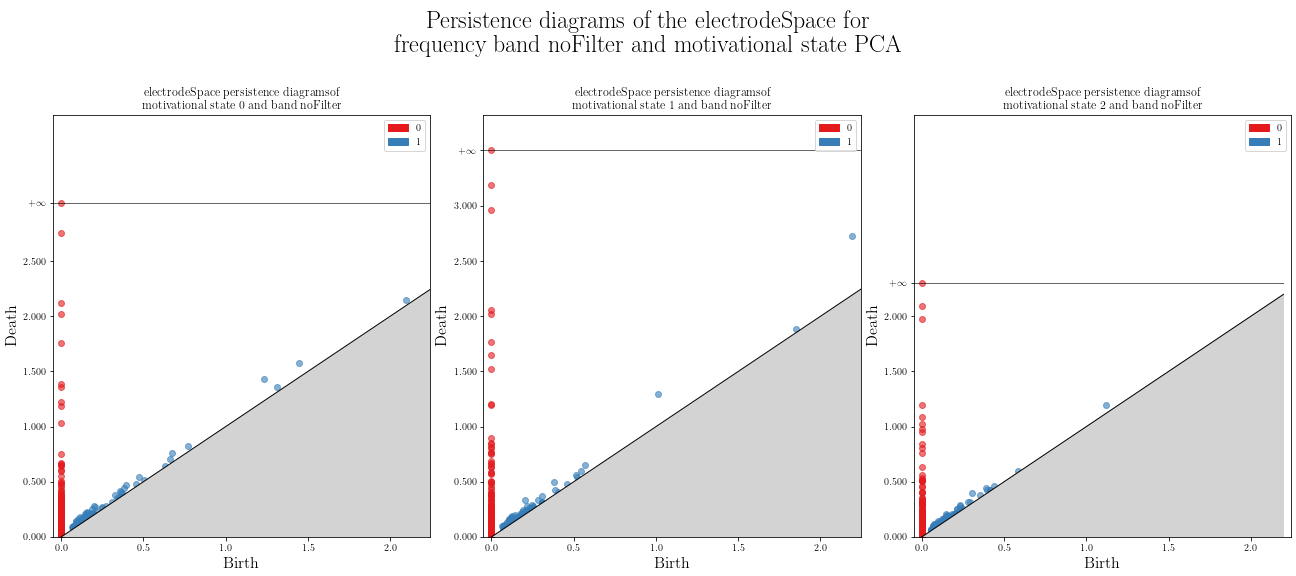 Persistence diagrams of the electrodeSpace for
frequency band noFilter and motivational state PCA
electrodeSpace persistence diagramsof
motivational state 0 and band noFilter
0
1
+∞
2.500
2.000
1.500
1.000
0.500
0.000
Death
0.0 0.5 1.0 1.5 2.0
Birth
electrodeSpace persistence diagramsof
motivational state 1 and band noFilter
0
1
+∞
3.000
2.500
2.000
1.500
1.000
0.500
0.000
Death
0.0 0.5 1.0 1.5 2.0
Birth
electrodeSpace persistence diagramsof
motivational state 2 and band noFilter
0
1
+∞
2.000
1.500
1.000
0.500
0.000
Death
0.0 0.5 1.0 1.5 2.0
Birth